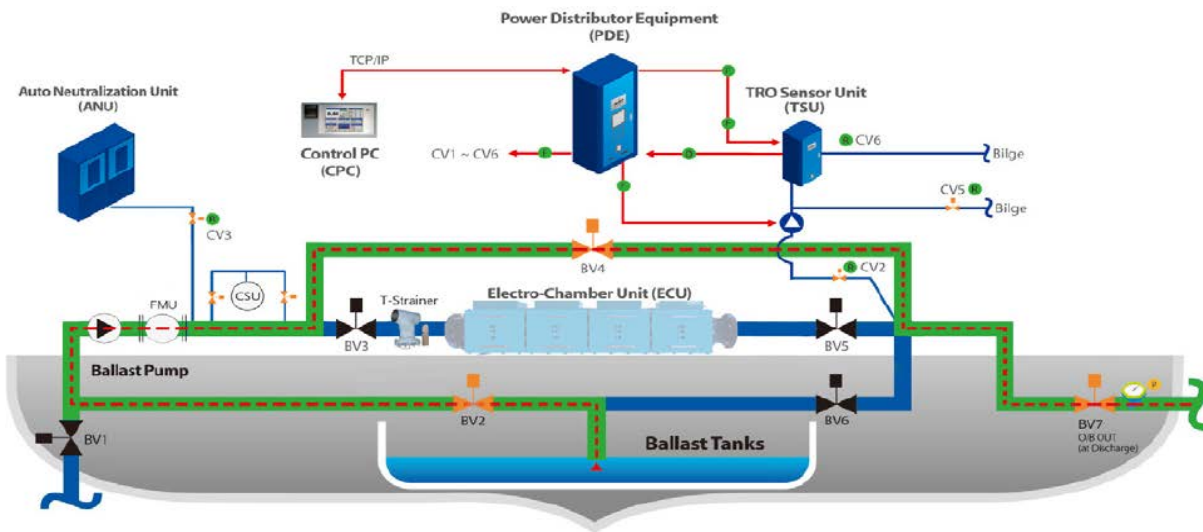 Power Distributor Equipment
(PDE)
TCP/IP
Auto Neutralization Unit
(ANU)
TRO Sensor Unit
(TSU)
Control PC
(CPC)
CV1 ~ CV6
CV6
Bilge
CV5
Bilge
CV3
CV2
BV4
CSU
FMU
T-Strainer
Electro-Chamber Unit (ECU)
BV3
BV5
Ballast Pump
BV1
BV2
BV6
Ballast Tanks
BV7
O/B OUT
(at Discharge)